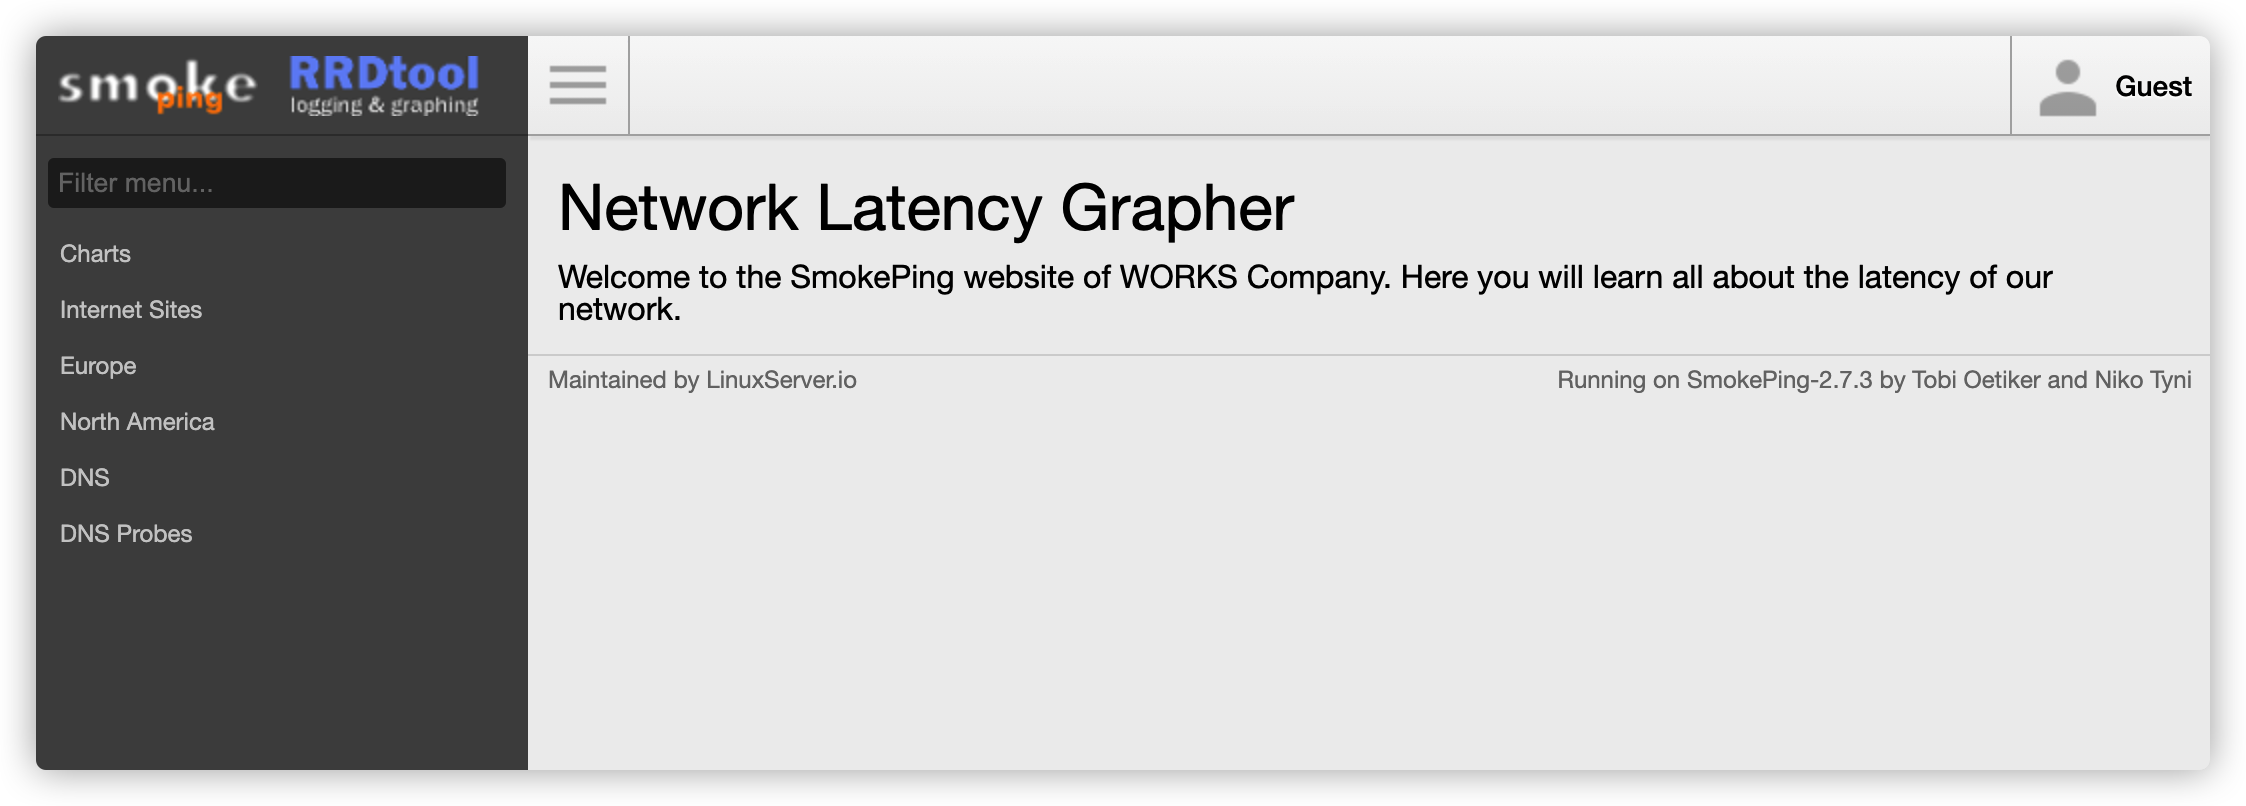 smoke
ping
RRDtool
logging & graphing
Guest
Filter menu...
Charts
Internet Sites
Europe
North America
DNS
DNS Probes
Network Latency Grapher
Welcome to the SmokePing website of WORKS Company. Here you will learn all about the latency of our
network.
Maintained by LinuxServer.io
Running on SmokePing-2.7.3 by Tobi Oetiker and Niko Tyni